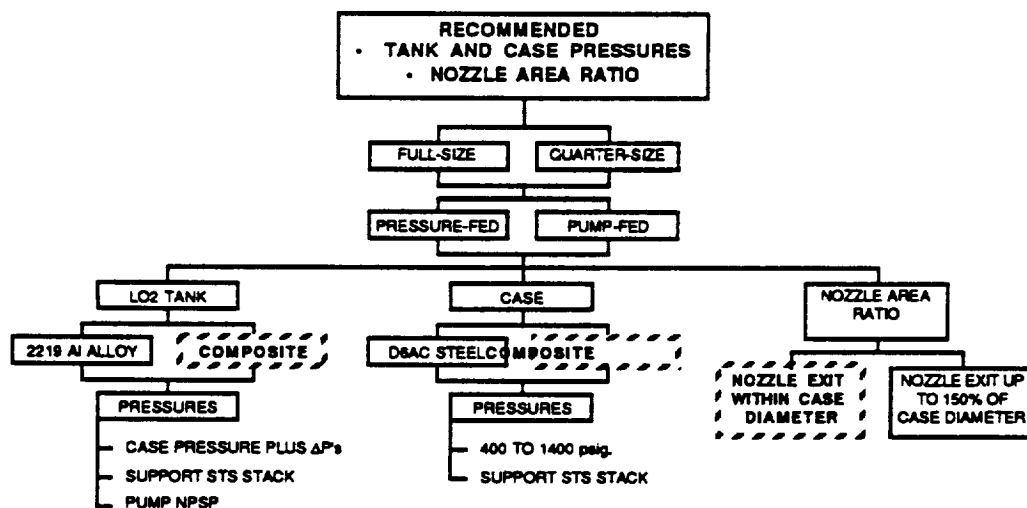 RECOMMENDED
• TANK AND CASE PRESSURES
• NOZZLE AREA RATIO
FULL-SIZE
QUARTER-SIZE
PRESSURE-FED
PUMP-FED
LO2 TANK
CASE
NOZZLE AREA
RATIO
2219 Al ALLOY
COMPOSITE
D6AC STEEL
COMPOSITE
NOZZLE EXIT
WITHIN CASE
DIAMETER
NOZZLE EXIT UP
TO 150% OF
CASE DIAMETER
PRESSURES
CASE PRESSURE PLUS ΔP's
SUPPORT STS STACK
PUMP NPSP
PRESSURES
400 TO 1400 psig.
SUPPORT STS STACK